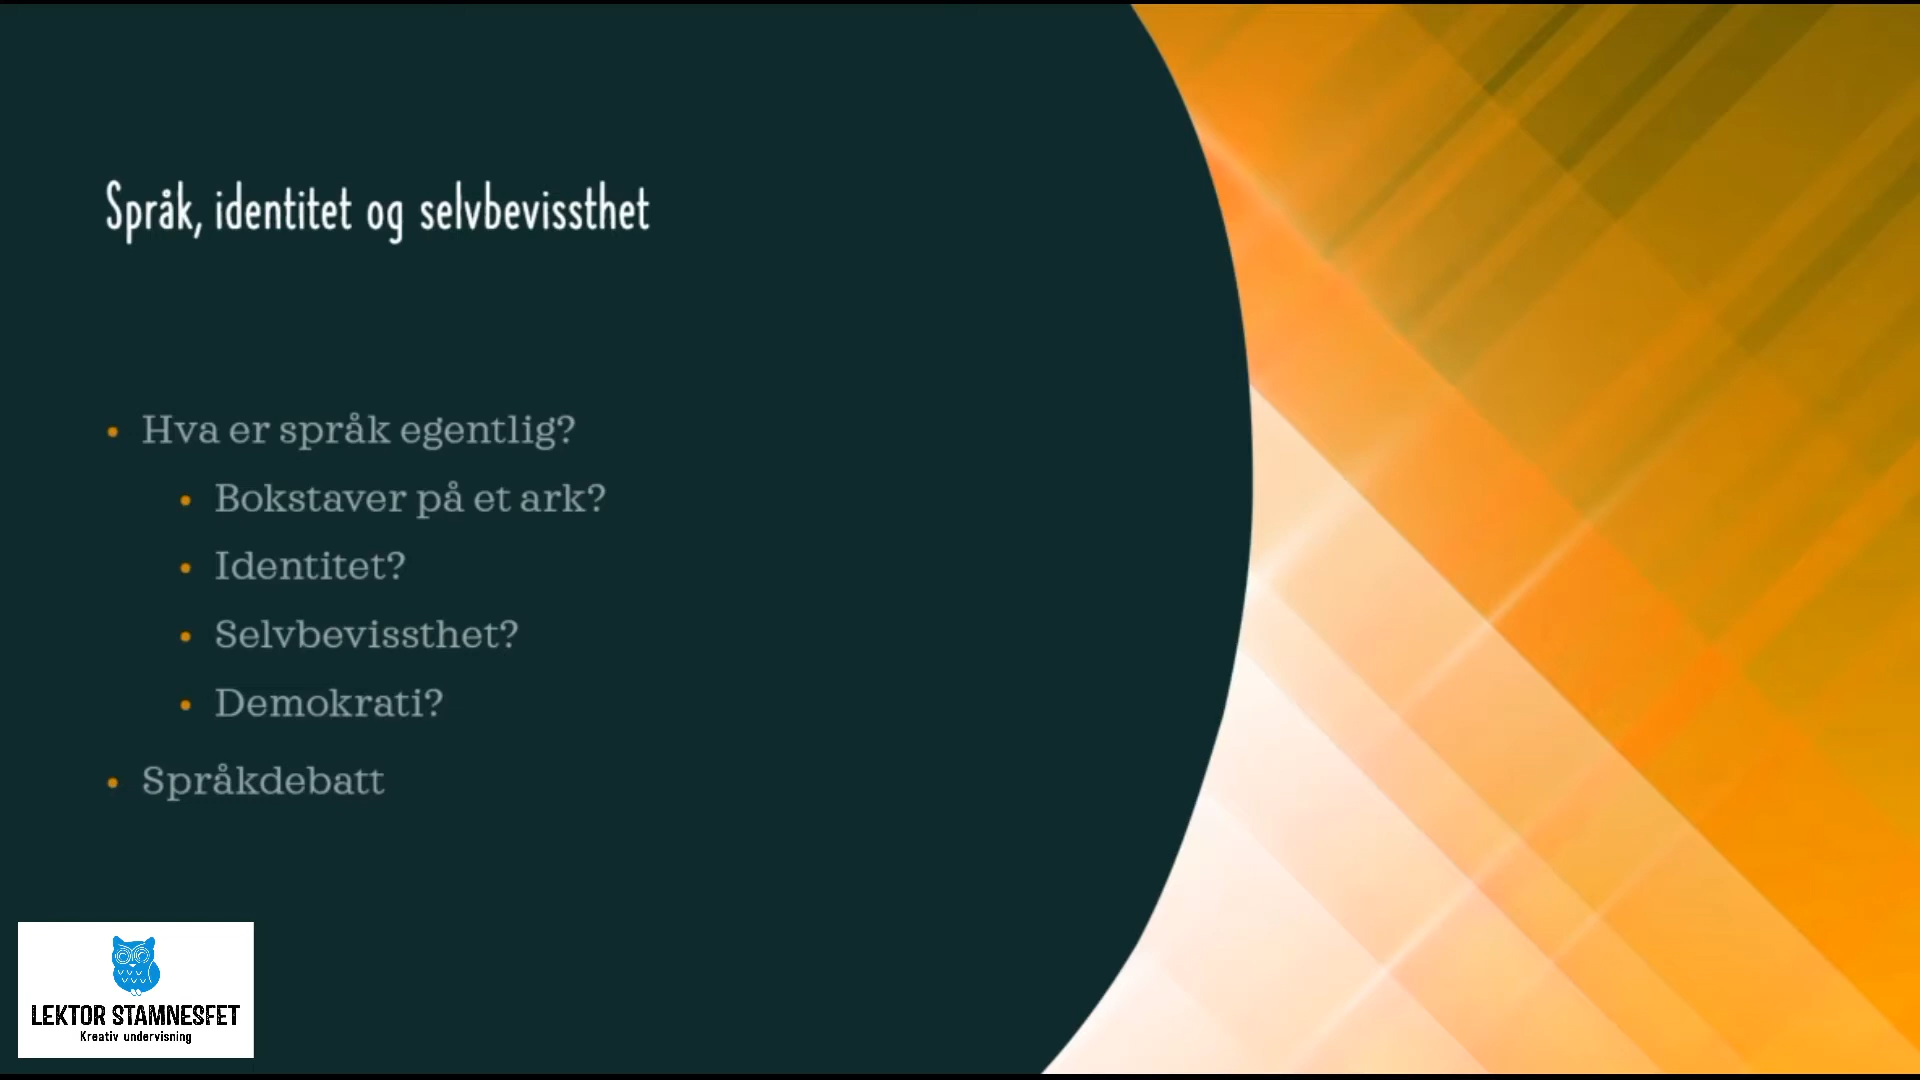 Språk, identitet og selvbevissthet
• Hva er språk egentlig?
• Bokstaver på et ark?
• Identitet?
• Selvbevissthet?
• Demokrati?
• Språkdebatt
LEKTOR STAMNESFET
Kreativ undervisning